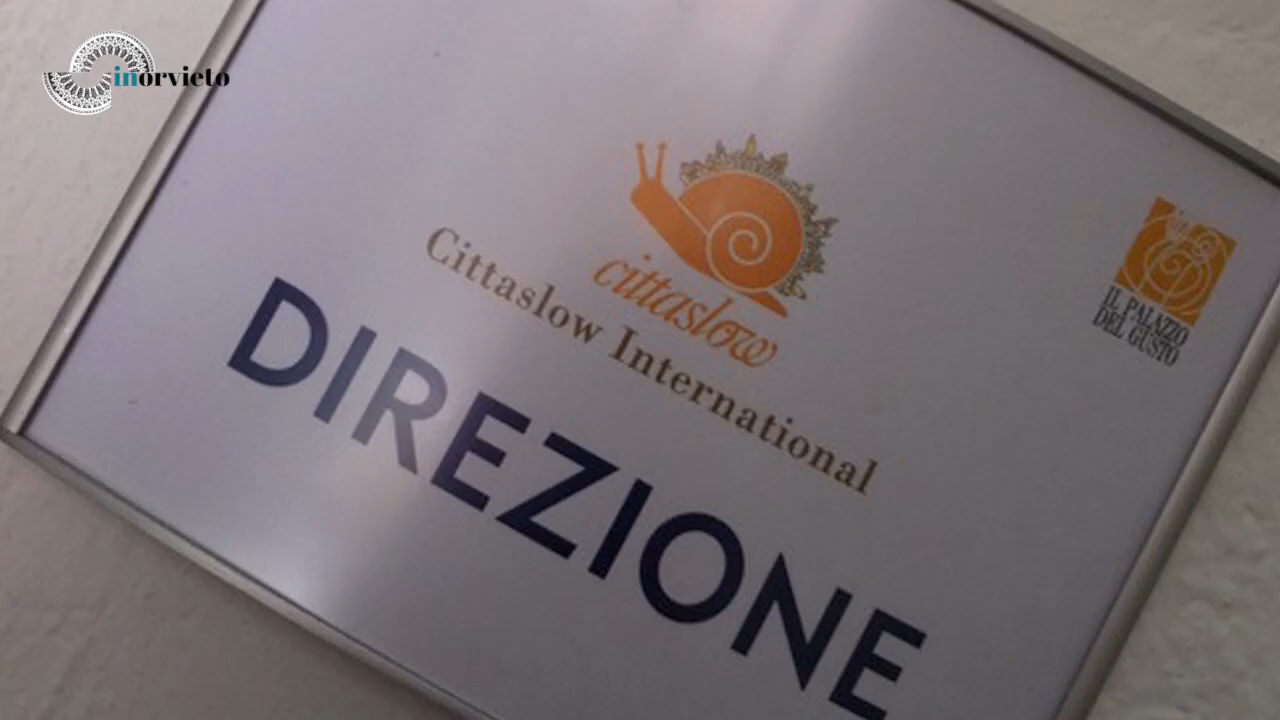 inorvieto
cittaslow
Cittaslow International
DIREZIONE
IL PALAZZO
DEL GUSTO